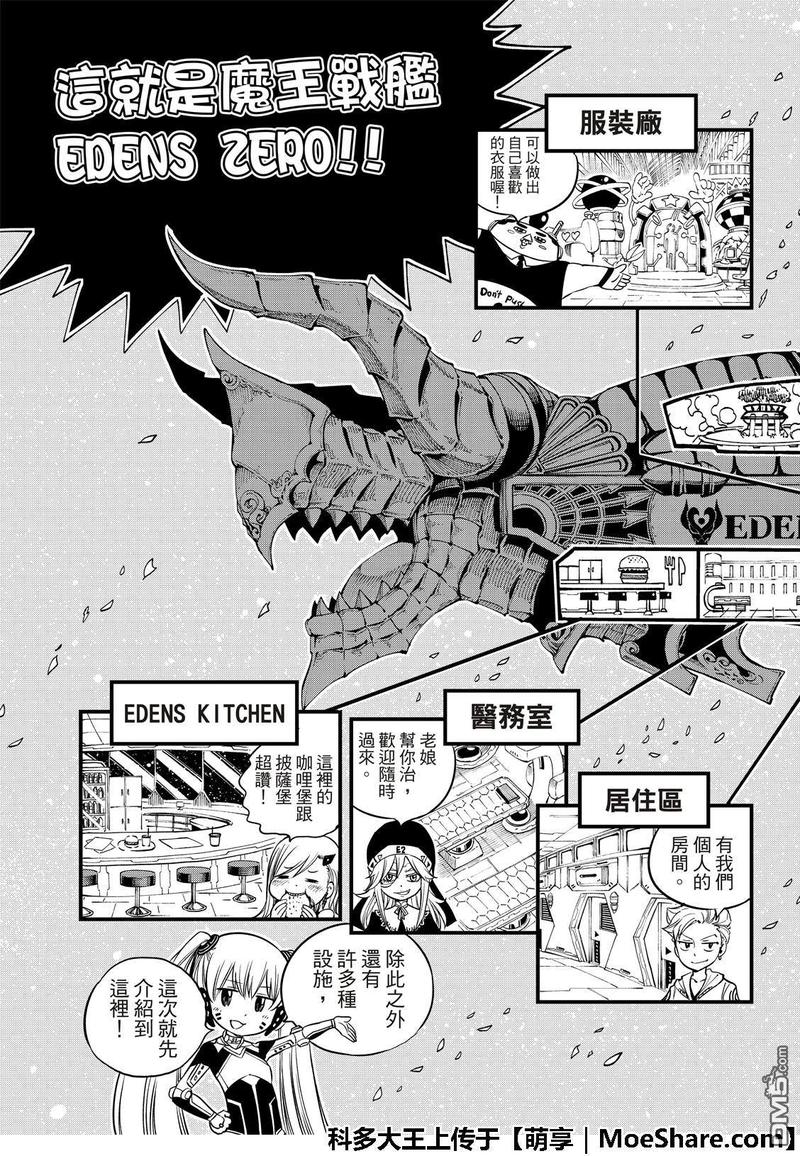 這就是魔王戰艦
EDENS ZERO!!
服裝廠
可以做出
自己喜歡
的衣服喔！
Don't Push
EDEN
EDENS KITCHEN
這裡的
咖哩堡跟
披薩堡
超讚！
醫務室
老娘
幫你治，
歡迎隨時
過來。
E2
居住區
有我們
個人的
房間。
除此之外
還有
許多種
設施，
這次就先
介紹到
這裡！
DM5.com
科多大王上传于【萌享】MoeShare.com】